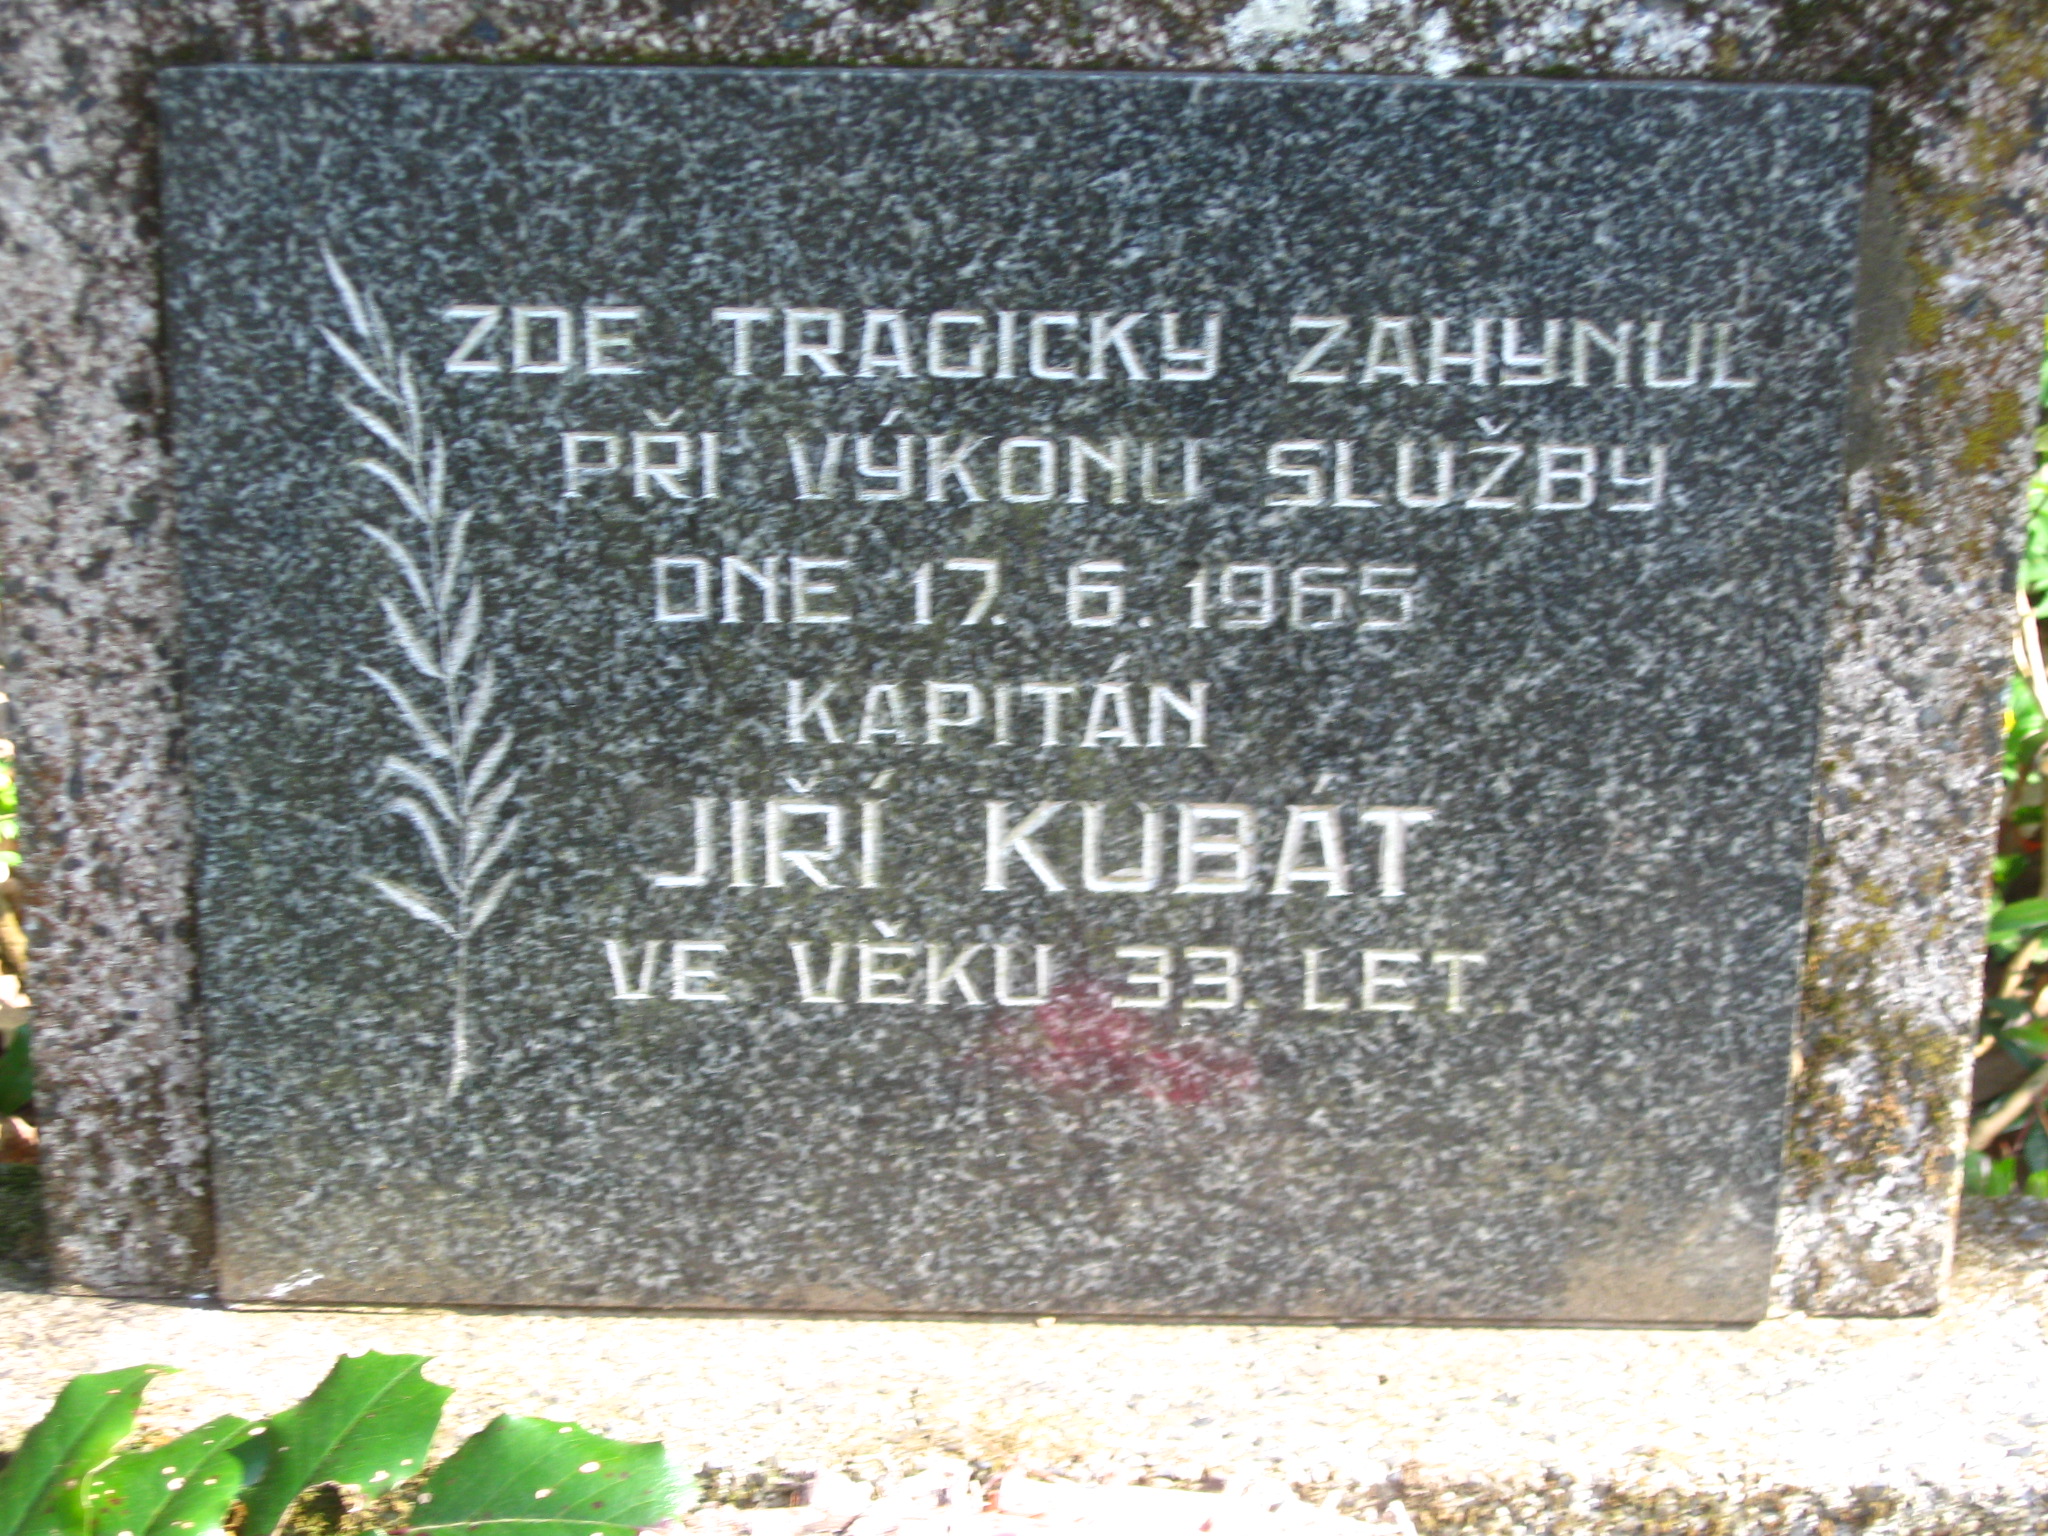 ZDE TRAGICKY ZAHYNUL
PŘI VÝKONU SLUŽBY
DNE 17. 6. 1965
KAPITÁN
JIŘÍ KUBÁT
VE VĚKU 33. LET